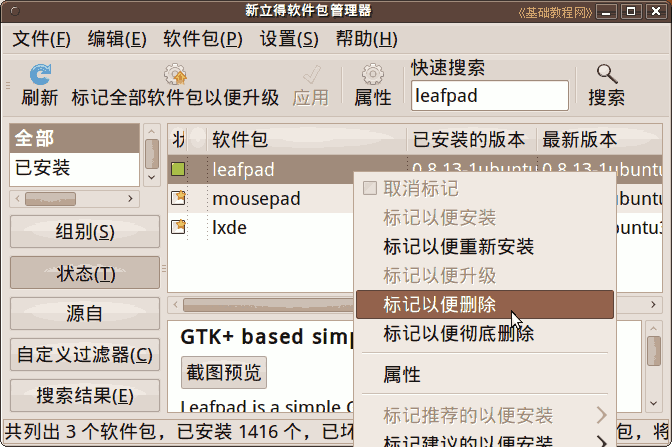 新立得软件包管理器
《基础教程网》
文件(F) 编辑(E) 软件包(P) 设置(S) 帮助(H)
快速搜索
刷新 标记全部软件包以便升级 应用 属性 leafpad 搜索
全部
已安装
组别(S)
状态(T)
源自
自定义过滤器(C)
搜索结果(E)
软件包 已安装的版本 最新版本
leafpad 0.8.13-1ubuntu 0.8.13-1ubuntu
mousepad
lxde
取消标记
标记以便安装
标记以便重新安装
标记以便升级
标记以便删除
标记以便彻底删除
属性
标记推荐的以便安装
标记建议的以便安装
GTK+ based simp
截图预览
Leafpad is a simple
共列出 3 个软件包，已安装 1416 个，已坏
包，将